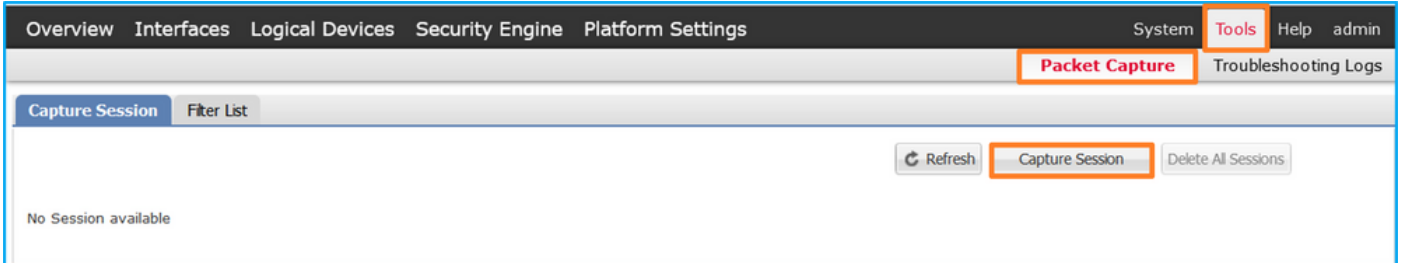 Overview Interfaces Logical Devices Security Engine Platform Settings System Tools Help admin
Packet Capture Troubleshooting Logs
Capture Session Filter List
Refresh Capture Session Delete All Sessions
No Session available